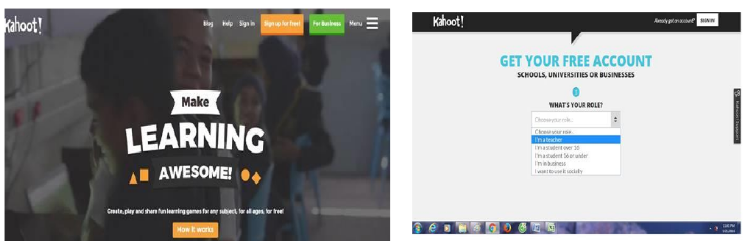 Kahoot!
Blog Help Sign in Sign up for free! For Business Menu
Make
LEARNING
AWESOME!
Create, play and share fun learning games for any subject, for all ages, for free!
How it works
Kahoot!
Already got an account? SIGN IN
GET YOUR FREE ACCOUNT
SCHOOLS, UNIVERSITIES OR BUSINESSES
WHAT'S YOUR ROLE?
Choose your role...
Choose your role...
I'm a teacher
I'm a student over
I'm a student 16 or under
I'm in business
I want to use it socially